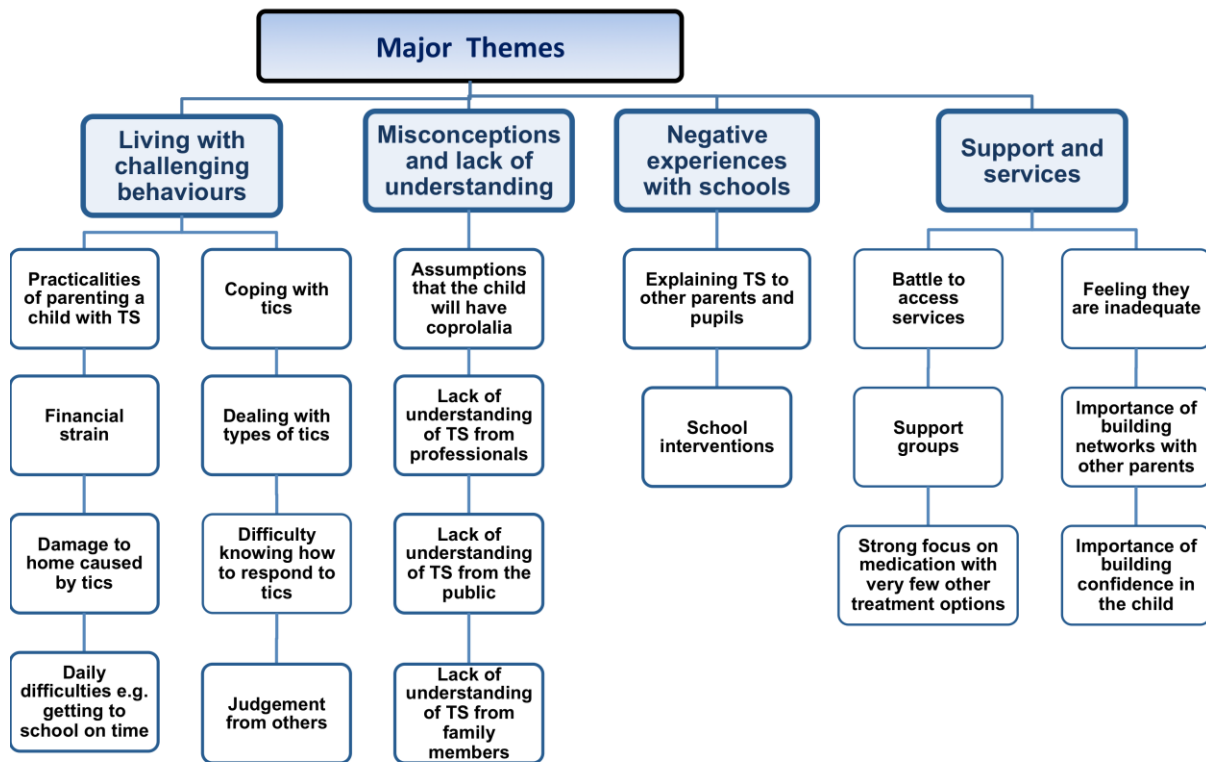 Major Themes
Living with
challenging
behaviours
Misconceptions
and lack of
understanding
Negative
experiences
with schools
Support and
services
Practicalities
of parenting a
child with TS
Coping with
tics
Assumptions
that the child
will have
coprolalia
Explaining TS to
other parents and
pupils
Battle to
access
services
Feeling they
are inadequate
Financial
strain
Dealing with
types of tics
Lack of
understanding
of TS from
professionals
School
interventions
Support
groups
Importance of
building
networks with
other parents
Damage to
home caused
by tics
Difficulty
knowing how
to respond to
tics
Lack of
understanding
of TS from the
public
Strong focus on
medication with
very few other
treatment options
Importance of
building
confidence in
the child
Daily
difficulties e.g.
getting to
school on time
Judgement
from others
Lack of
understanding
of TS from
family
members